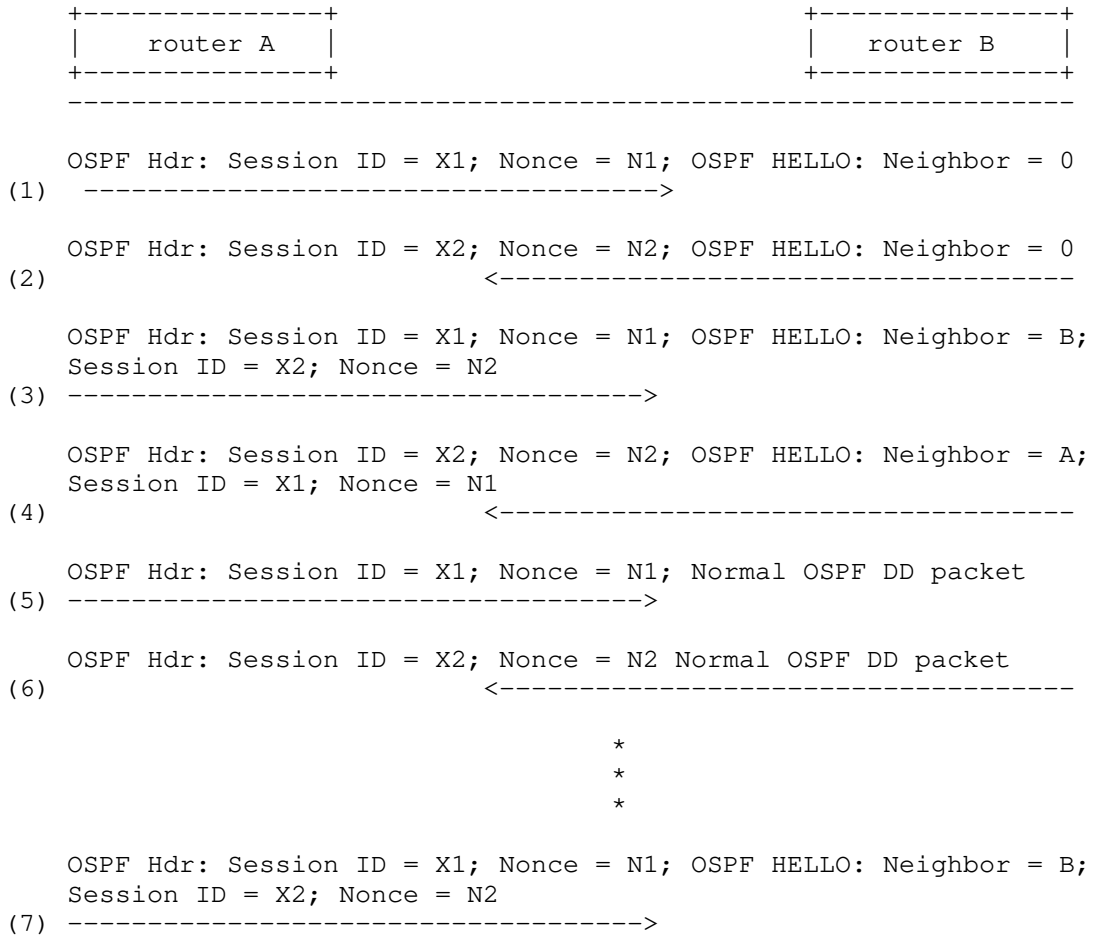 +---------------+                             +---------------+
|    router A   |                             |   router B    |
+---------------+                             +---------------+
---------------------------------------------------------------
OSPF Hdr: Session ID = X1; Nonce = N1; OSPF HELLO: Neighbor = 0
(1)  ------------------------------------>
OSPF Hdr: Session ID = X2; Nonce = N2; OSPF HELLO: Neighbor = 0
(2)                           <------------------------------------
OSPF Hdr: Session ID = X1; Nonce = N1; OSPF HELLO: Neighbor = B;
Session ID = X2; Nonce = N2
(3) ------------------------------------>
OSPF Hdr: Session ID = X2; Nonce = N2; OSPF HELLO: Neighbor = A;
Session ID = X1; Nonce = N1
(4)                           <------------------------------------
OSPF Hdr: Session ID = X1; Nonce = N1; Normal OSPF DD packet
(5) ------------------------------------>
OSPF Hdr: Session ID = X2; Nonce = N2 Normal OSPF DD packet
(6)                           <------------------------------------
*
*
*
OSPF Hdr: Session ID = X1; Nonce = N1; OSPF HELLO: Neighbor = B;
Session ID = X2; Nonce = N2
(7) ------------------------------------>